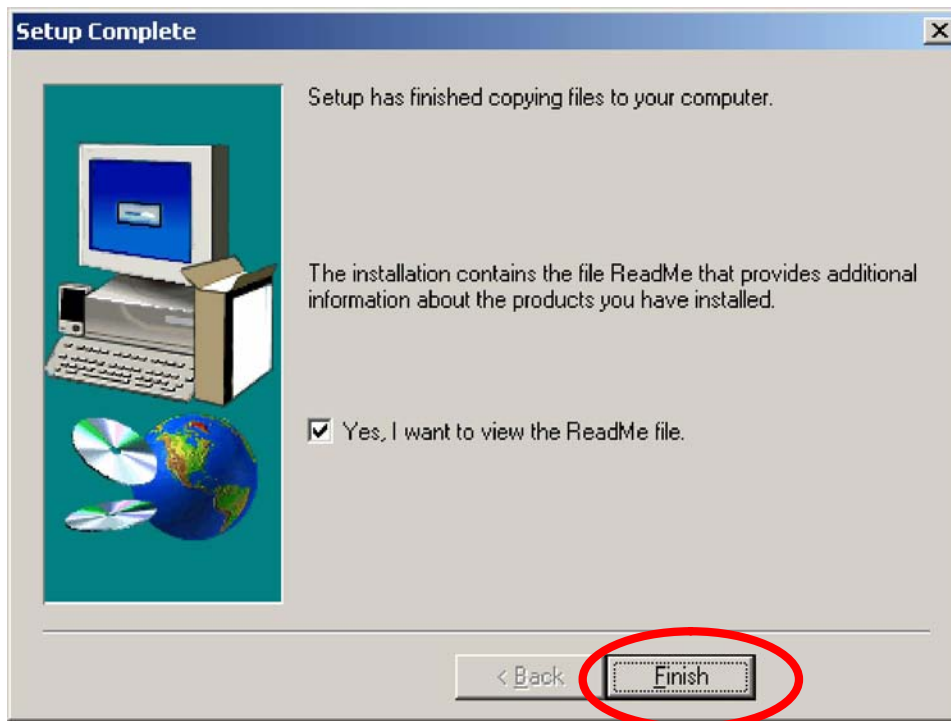 Setup Complete
Setup has finished copying files to your computer.
The installation contains the file ReadMe that provides additional
information about the products you have installed.
Yes, I want to view the ReadMe file.
< Back
Finish